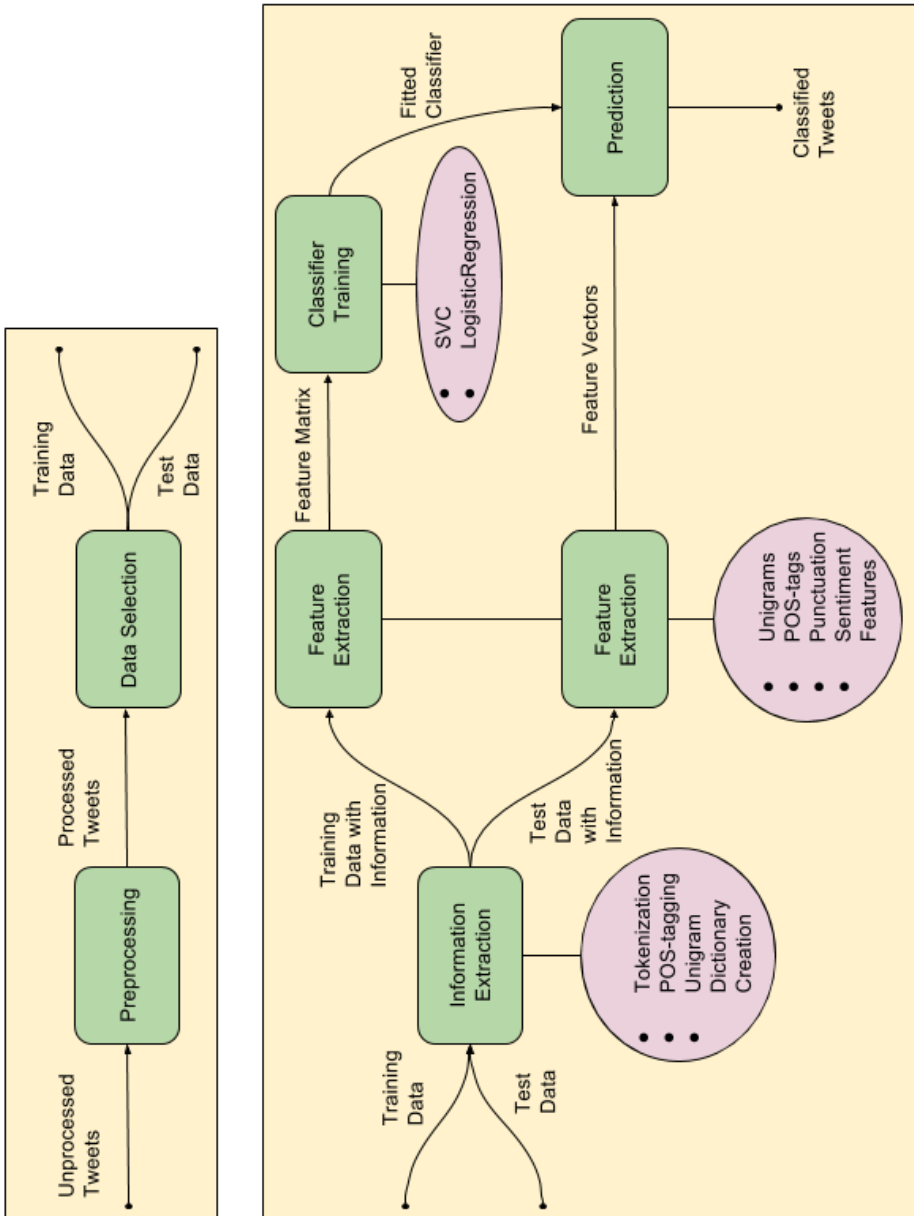 Unprocessed
Tweets
Preprocessing
Processed
Tweets
Data Selection
Training
Data
Test
Data
Training
Data
Test
Data
Information
Extraction
• Tokenization
• POS-tagging
• Unigram
Dictionary
Creation
Training
Data with
Information
Test
Data
with
Information
Feature
Extraction
Feature
Extraction
• Unigrams
• POS-tags
• Punctuation
• Sentiment
Features
Feature Matrix
Classifier
Training
• SVC
• LogisticRegression
Fitted
Classifier
Feature Vectors
Prediction
Classified
Tweets